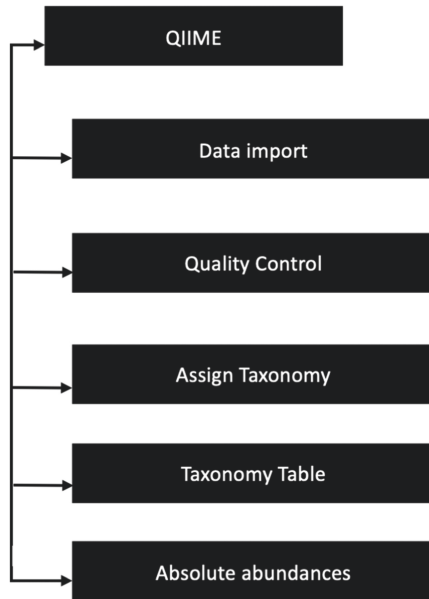 QIIME
Data import
Quality Control
Assign Taxonomy
Taxonomy Table
Absolute abundances